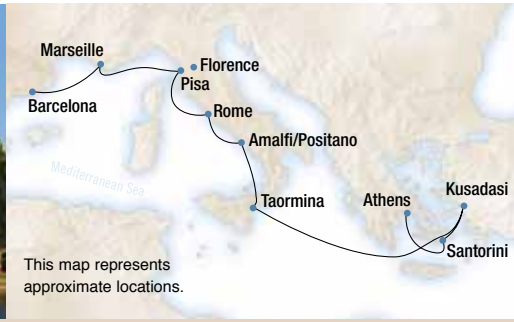 Marseille
Florence
Pisa
Barcelona
Rome
Amalfi/Positano
Mediterranean Sea
Taormina
Athens
Kusadasi
Santorini
This map represents
approximate locations.